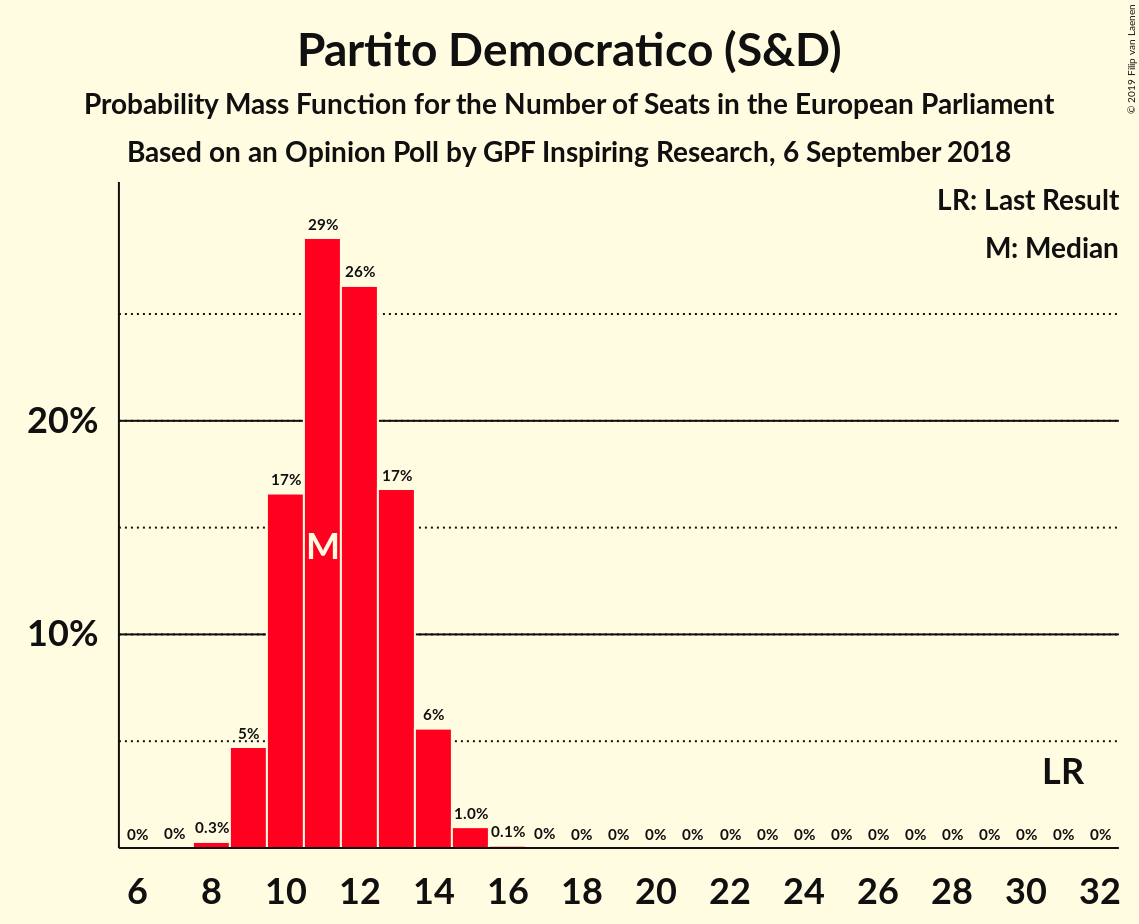 Partito Democratico (S&D)
Probability Mass Function for the Number of Seats in the European Parliament
Based on an Opinion Poll by GPF Inspiring Research, 6 September 2018
© 2019 Filip van Laenen
LR: Last Result
M: Median
29%
26%
20%
17%
17%
M
10%
6%
5%
LR
1.0%
0.3%
0.1%
0% 0% 0% 0% 0% 0% 0% 0% 0% 0% 0% 0% 0% 0% 0% 0% 0% 0%
6 8 10 12 14 16 18 20 22 24 26 28 30 32